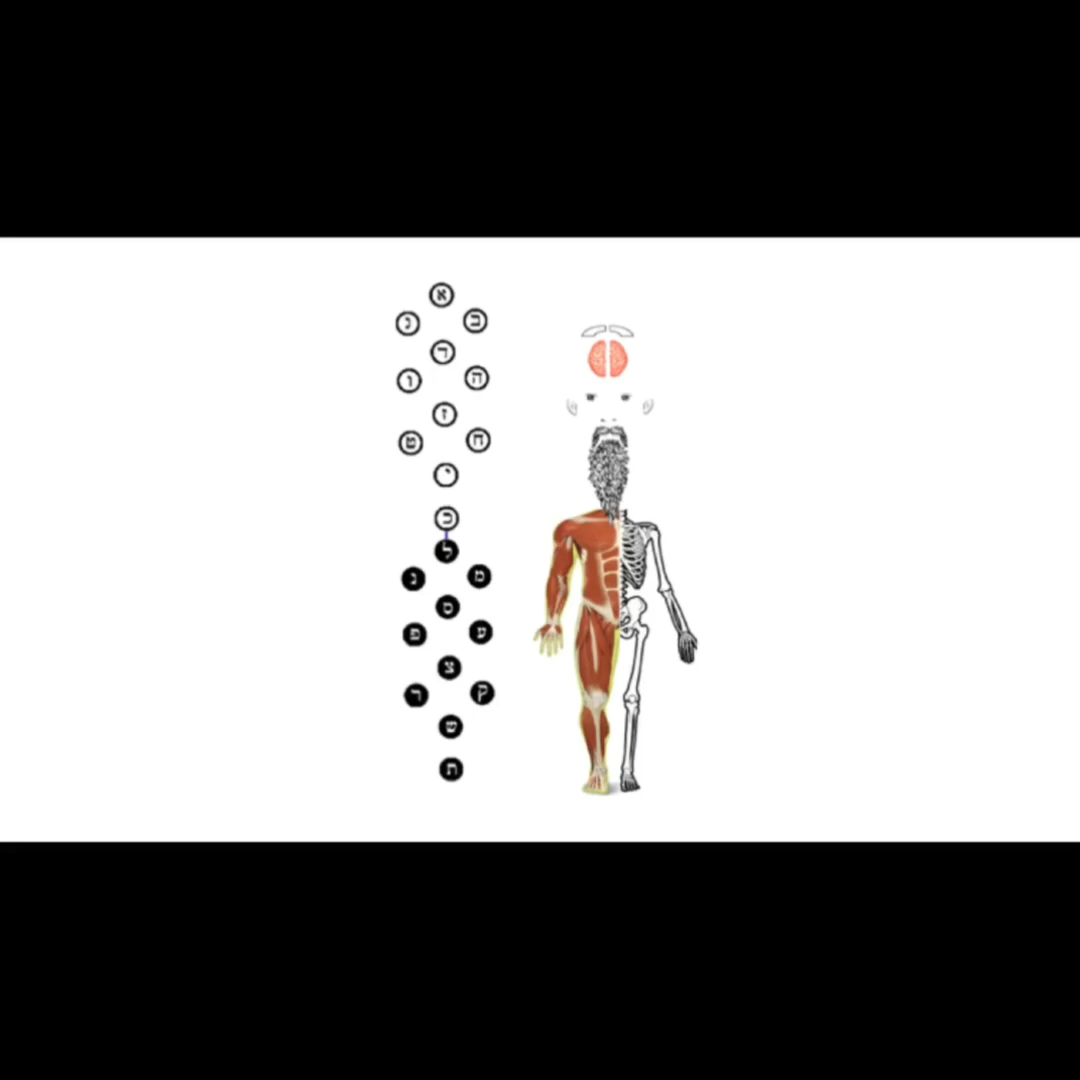 א
ב ג
ד
ה ו
ז
ח ט
י
כ
ל
מ נ
ס
ע פ
צ
ק ר
ש
ת